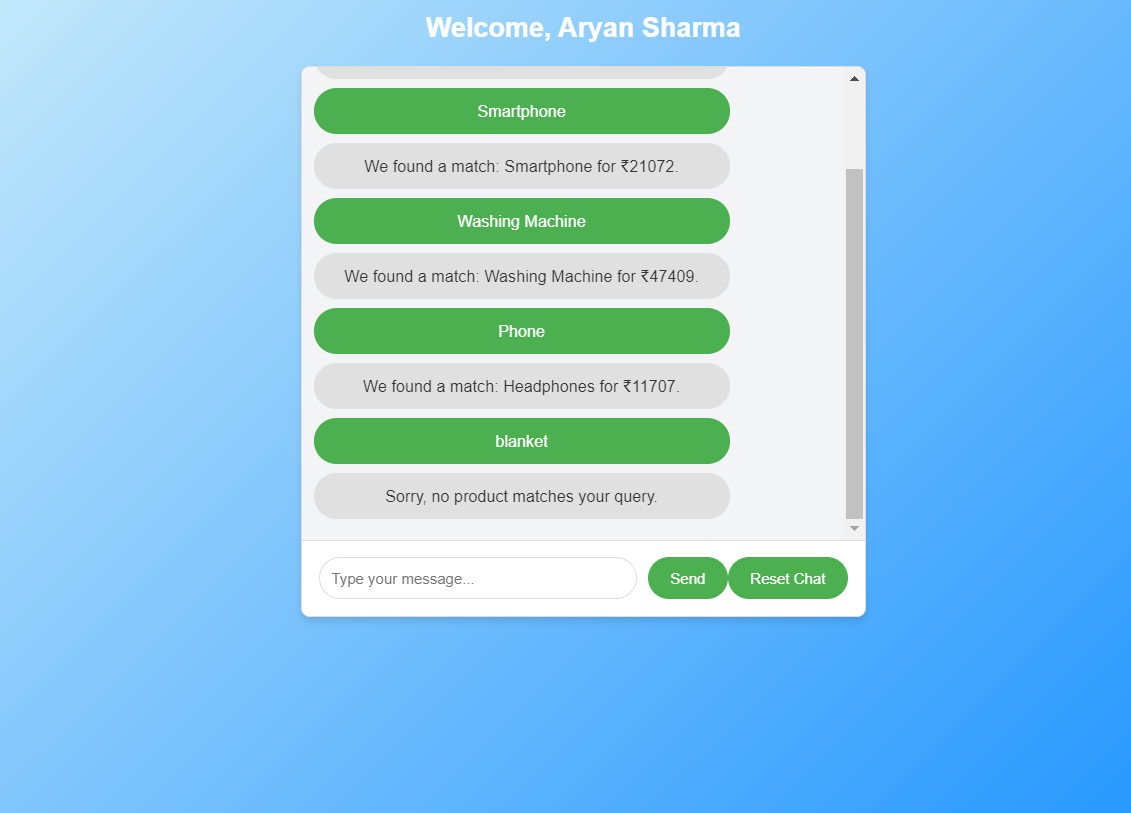 Welcome, Aryan Sharma
Smartphone
We found a match: Smartphone for ₹21072.
Washing Machine
We found a match: Washing Machine for ₹47409.
Phone
We found a match: Headphones for ₹11707.
blanket
Sorry, no product matches your query.
Type your message...
Send
Reset Chat